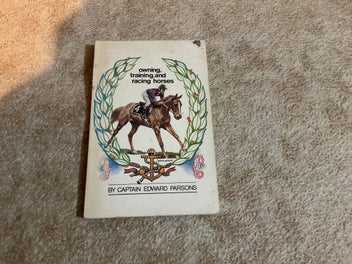 owning,
training,and
racing horses
BY CAPTAIN EDWARD PARSONS